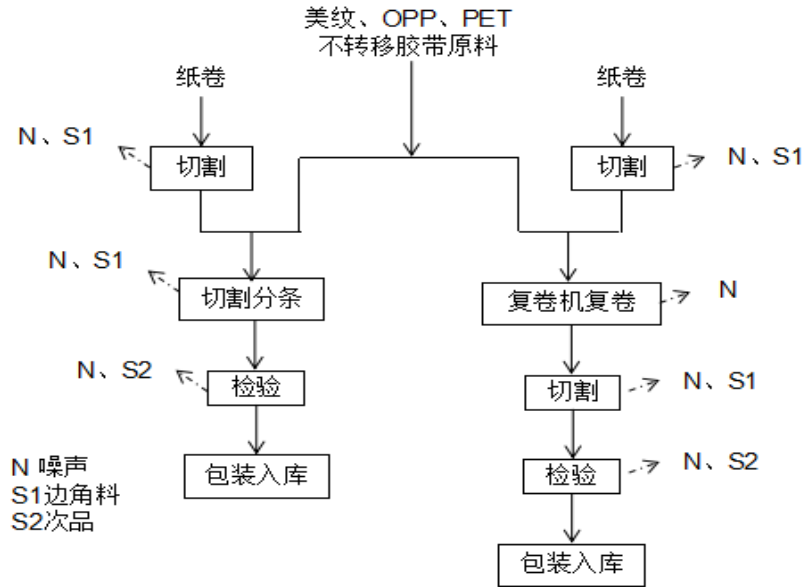 美纹、OPP、PET
不转移胶带原料
纸卷
纸卷
N、S1
切割
切割
N、S1
N、S1
切割分条
复卷机复卷
N
N、S2
检验
切割
N、S1
包装入库
检验
N、S2
包装入库
N 噪声
S1边角料
S2次品